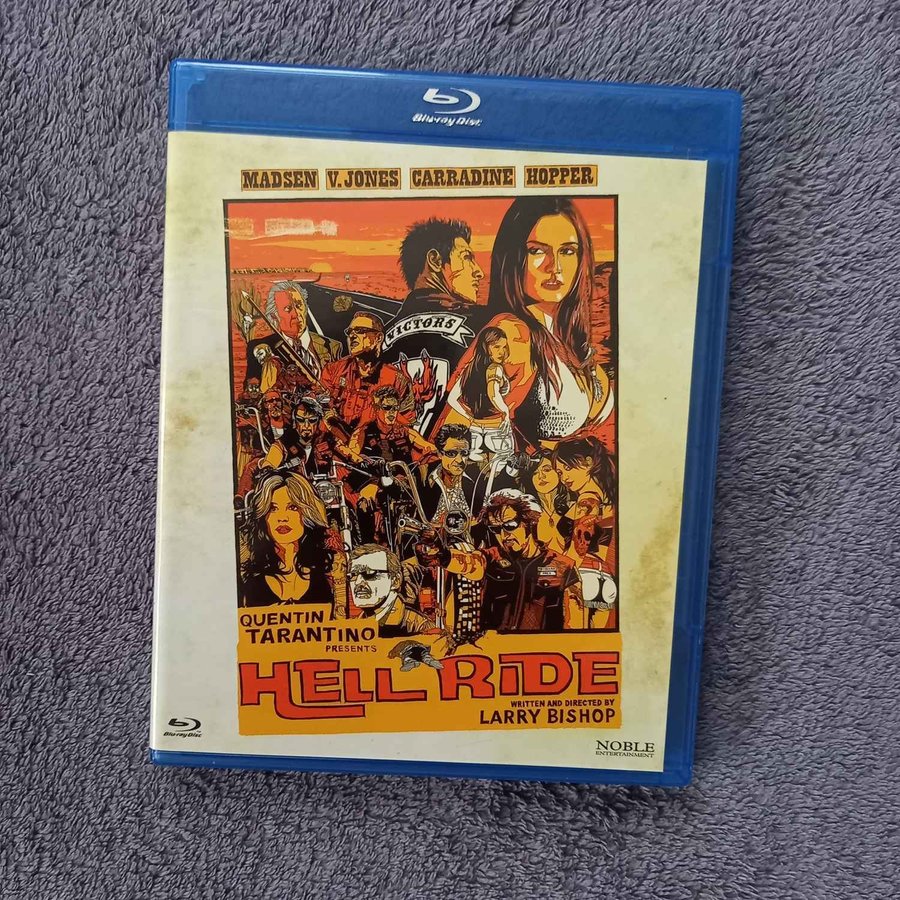 Blu-ray Disc
MADSEN V. JONES CARRADINE HOPPER
VICTORS
QUENTIN
TARANTINO
PRESENTS
HELL RiDE
WRITTEN AND DIRECTED BY
LARRY BISHOP
Blu-ray Disc
NOBLE
ENTERTAINMENT